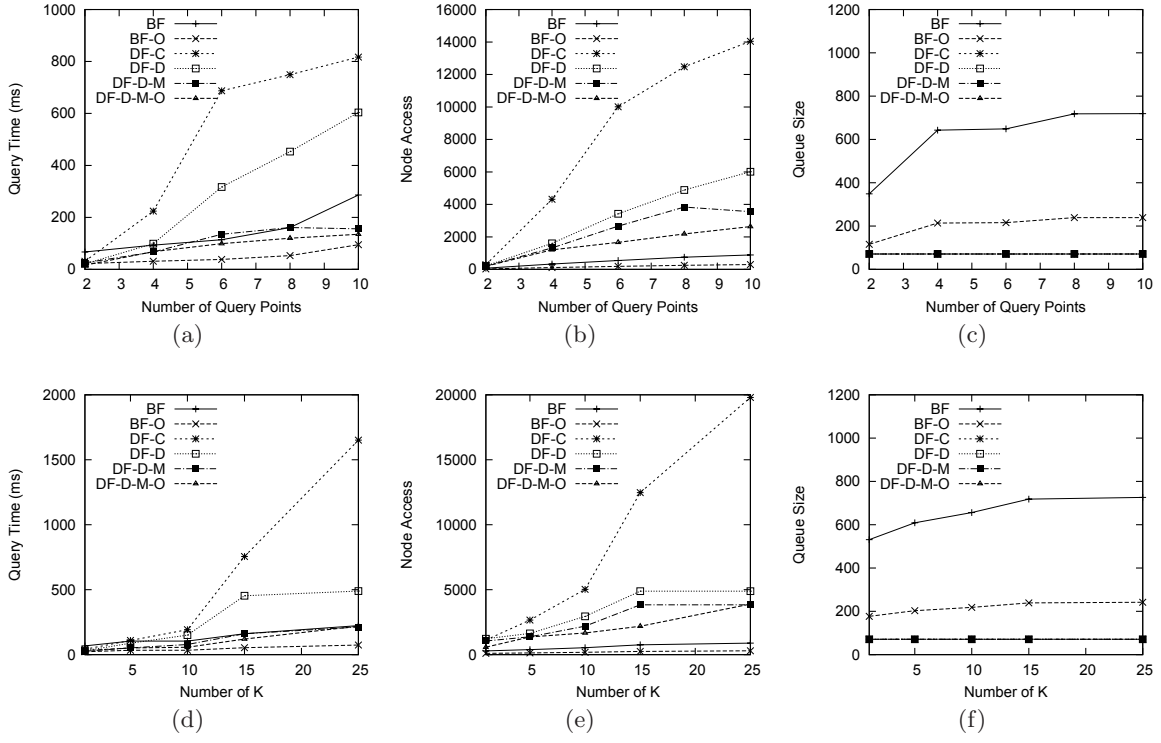 1000
800
600
400
200
0
Query Time (ms)
BF
BF-O
DF-C
DF-D
DF-D-M
DF-D-M-O
2 3 4 5 6 7 8 9 10
Number of Query Points
(a)
16000
14000
12000
10000
8000
6000
4000
2000
0
Node Access
BF
BF-O
DF-C
DF-D
DF-D-M
DF-D-M-O
2 3 4 5 6 7 8 9 10
Number of Query Points
(b)
1200
1000
800
600
400
200
0
Queue Size
BF
BF-O
DF-C
DF-D
DF-D-M
DF-D-M-O
2 3 4 5 6 7 8 9 10
Number of Query Points
(c)
2000
1500
1000
500
0
Query Time (ms)
BF
BF-O
DF-C
DF-D
DF-D-M
DF-D-M-O
5 10 15 20 25
Number of K
(d)
20000
15000
10000
5000
0
Node Access
BF
BF-O
DF-C
DF-D
DF-D-M
DF-D-M-O
5 10 15 20 25
Number of K
(e)
1200
1000
800
600
400
200
0
Queue Size
BF
BF-O
DF-C
DF-D
DF-D-M
DF-D-M-O
5 10 15 20 25
Number of K
(f)